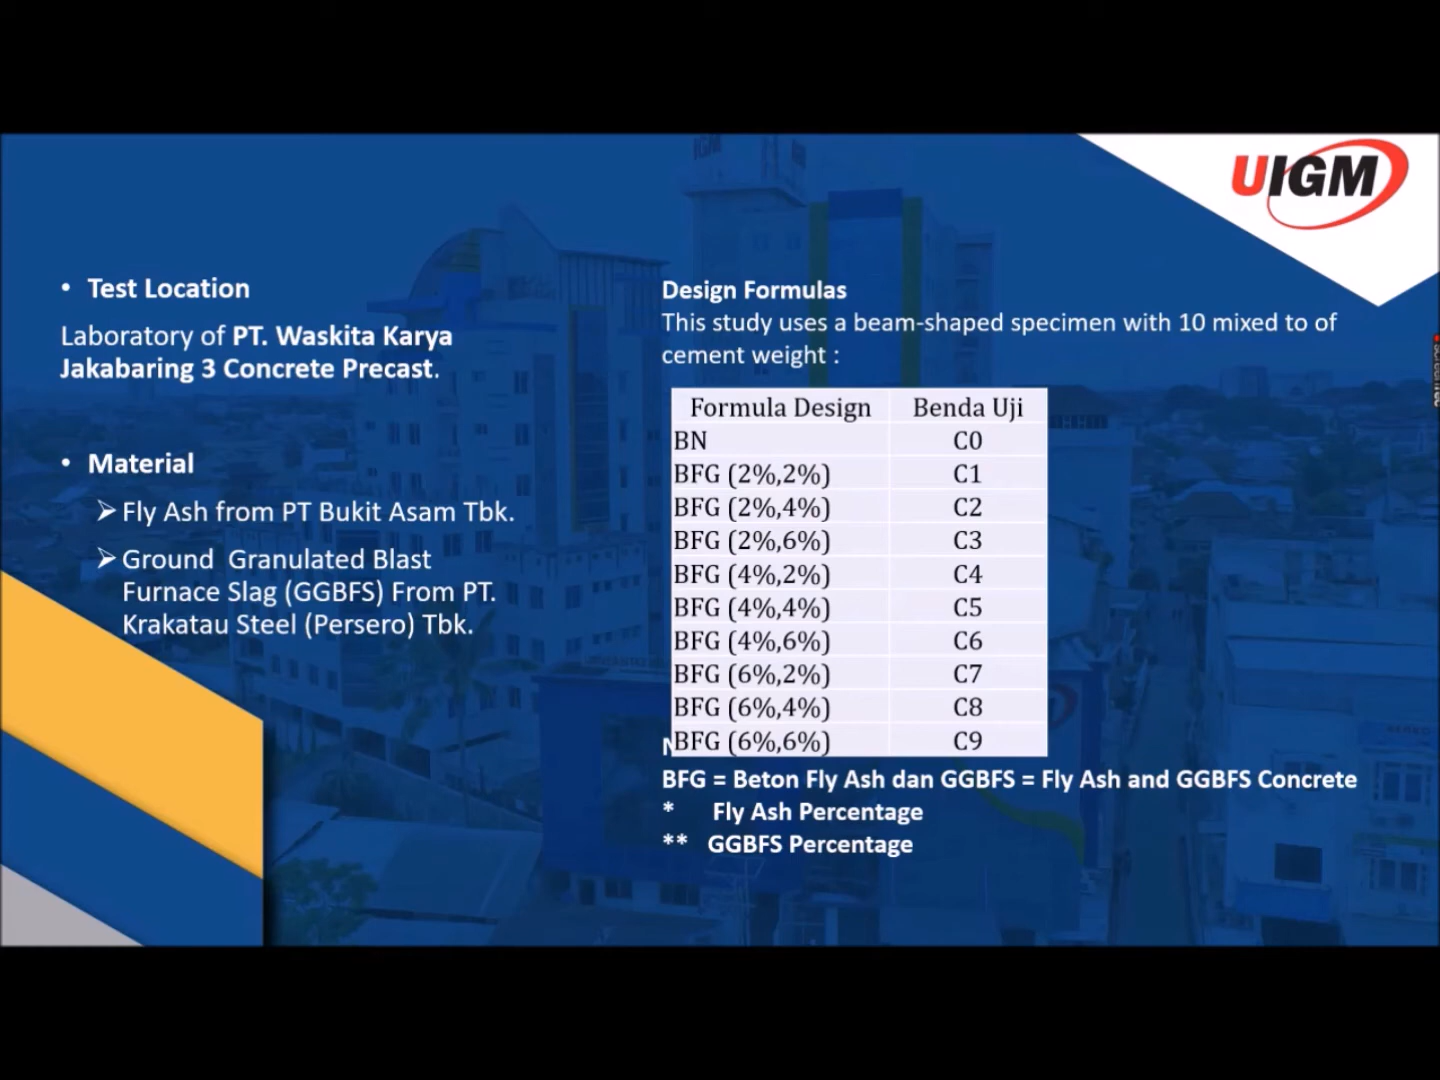 UIGM
• Test Location
Laboratory of PT. Waskita Karya
Jakabaring 3 Concrete Precast.
• Material
➢ Fly Ash from PT Bukit Asam Tbk.
➢ Ground Granulated Blast
Furnace Slag (GGBFS) From PT.
Krakatau Steel (Persero) Tbk.
Design Formulas
This study uses a beam-shaped specimen with 10 mixed to of
cement weight :
Formula Design Benda Uji
BN C0
BFG (2%,2%) C1
BFG (2%,4%) C2
BFG (2%,6%) C3
BFG (4%,2%) C4
BFG (4%,4%) C5
BFG (4%,6%) C6
BFG (6%,2%) C7
BFG (6%,4%) C8
BFG (6%,6%) C9
BFG = Beton Fly Ash dan GGBFS = Fly Ash and GGBFS Concrete
* Fly Ash Percentage
** GGBFS Percentage